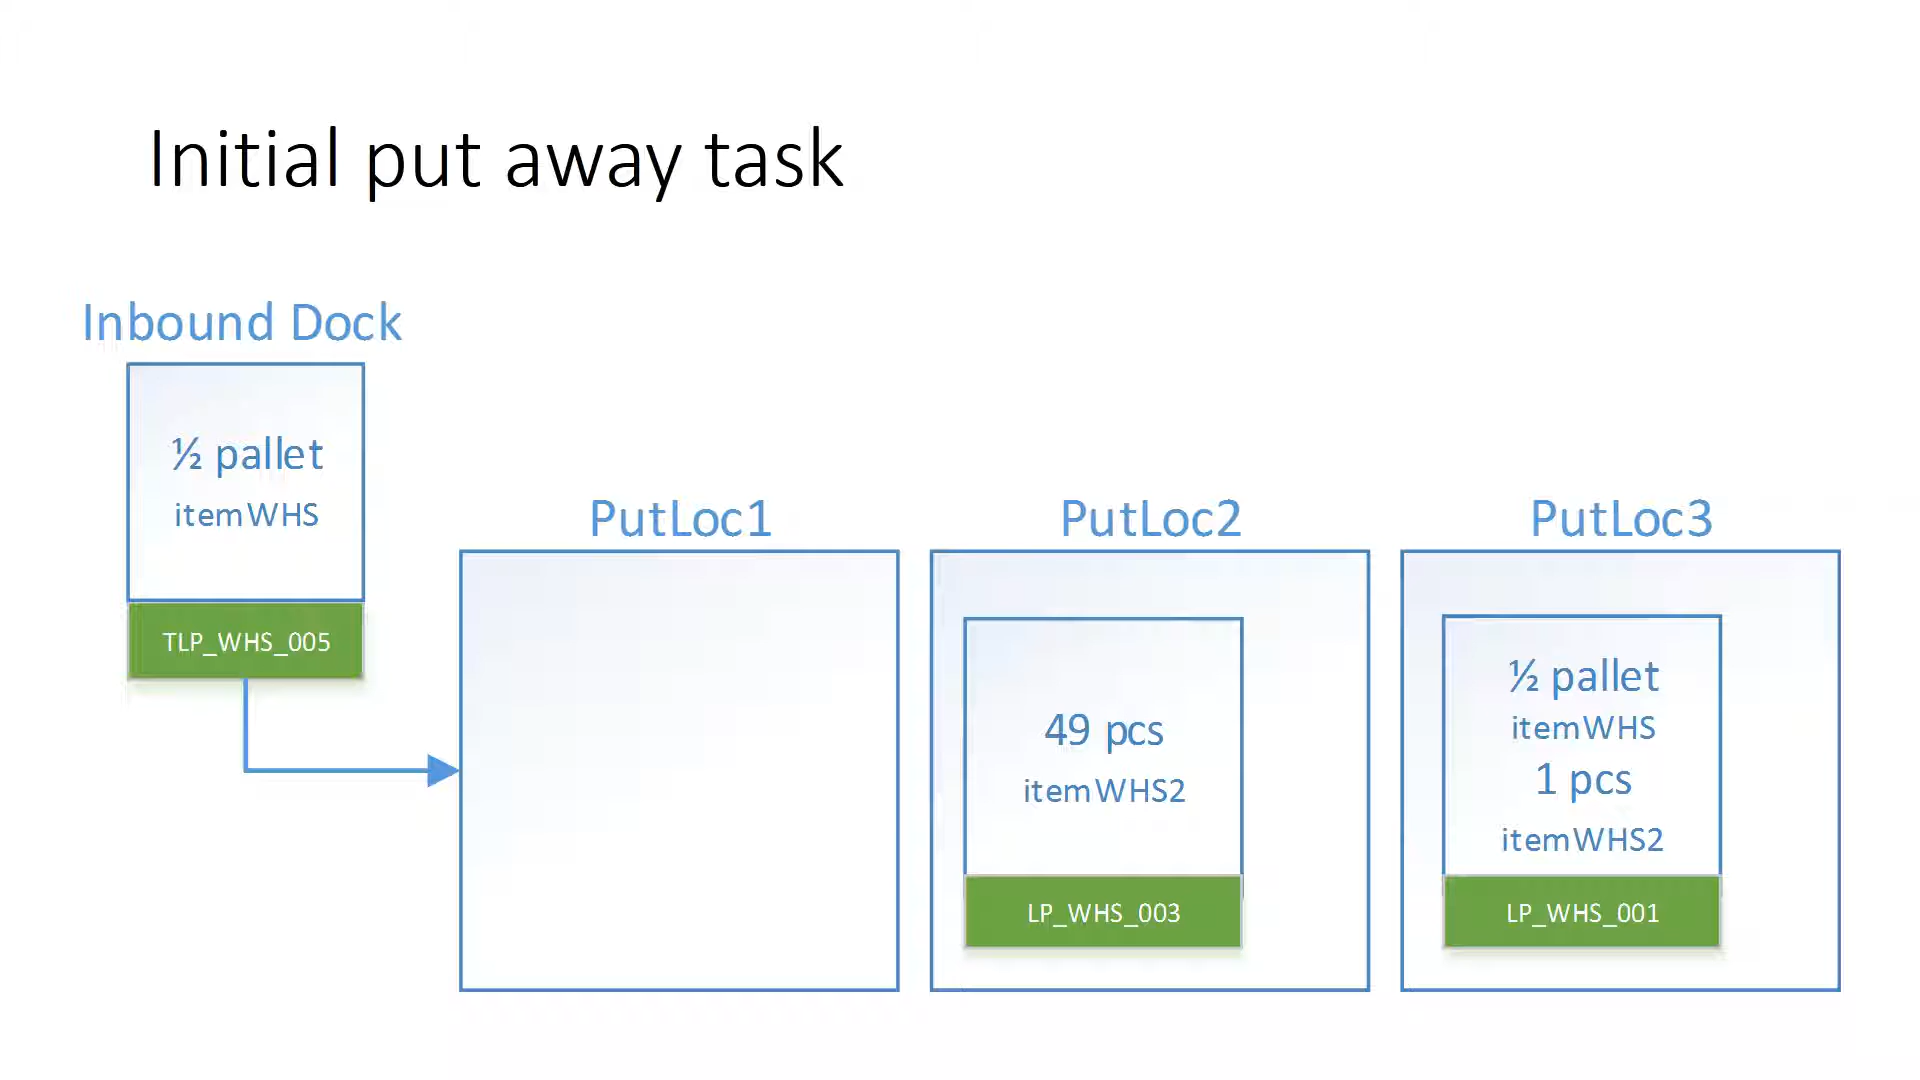 Initial put away task
Inbound Dock
½ pallet
itemWHS
TLP_WHS_005
PutLoc1
PutLoc2
49 pcs
itemWHS2
LP_WHS_003
PutLoc3
½ pallet
itemWHS
1 pcs
itemWHS2
LP_WHS_001